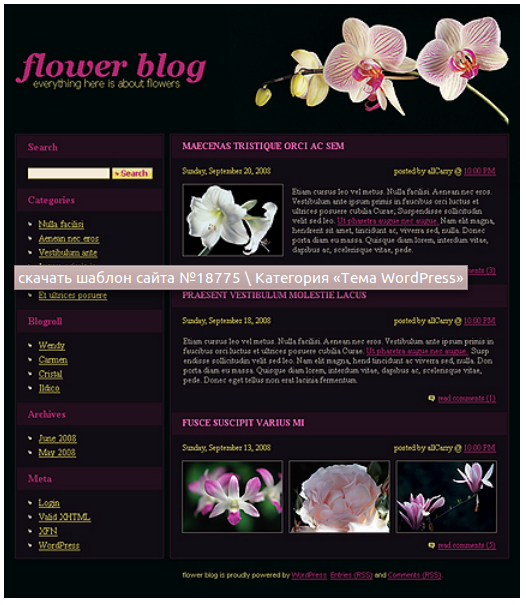 flower blog
everything here is about flowers
Search
Search
Categories
Nulla facilisi
Aenean nec eros
Vestibulum ante
Et ultrices posuere
Blogroll
Wendy
Carmen
Cristal
Ildico
Archives
June 2008
May 2008
Meta
Login
Valid XHTML
XFN
WordPress
MAECENAS TRISTIQUE ORCI AC SEM
Sunday, September 20, 2008 posted by allCarry @ 10:00 PM
Etiam cursus leo vel metus. Nulla facilisi. Aenean nec eros.
Vestibulum ante ipsum primis in faucibus orci luctus et
ultrices posuere cubilia Curae; Suspendisse sollicitudin
velit sed leo. Ut pharetra augue nec augue. Nam elit magna,
hendrerit sit amet, tincidunt ac, viverra sed, nulla. Donec
porta diam eu massa. Quisque diam lorem, interdum vitae,
dapibus ac, scelerisque vitae, pede.
скачать шаблон сайта №18775 \ Категория «Тема WordPress»
PRAESENT VESTIBULUM MOLESTIE LACUS
Sunday, September 18, 2008 posted by allCarry @ 10:00 PM
Etiam cursus leo vel metus. Nulla facilisi. Aenean nec eros. Vestibulum ante ipsum primis in
faucibus orci luctus et ultrices posuere cubilia Curae. Ut pharetra augue nec augue. Susp
endisse sollicitudin velit sed leo. Nam elit magna, hend tincidunt ac viverra sed, nulla. Don
porta diam eu massa. Quisque diam lorem, interdum vitae, dapibus ac, scelerisque vitae,
pede. Donec eget tellus non erat lacinia fermentum.
read comments (1)
FUSCE SUSCIPIT VARIUS MI
Sunday, September 13, 2008 posted by allCarry @ 10:00 PM
read comments (5)
flower blog is proudly powered by WordPress Entries (RSS) and Comments (RSS)